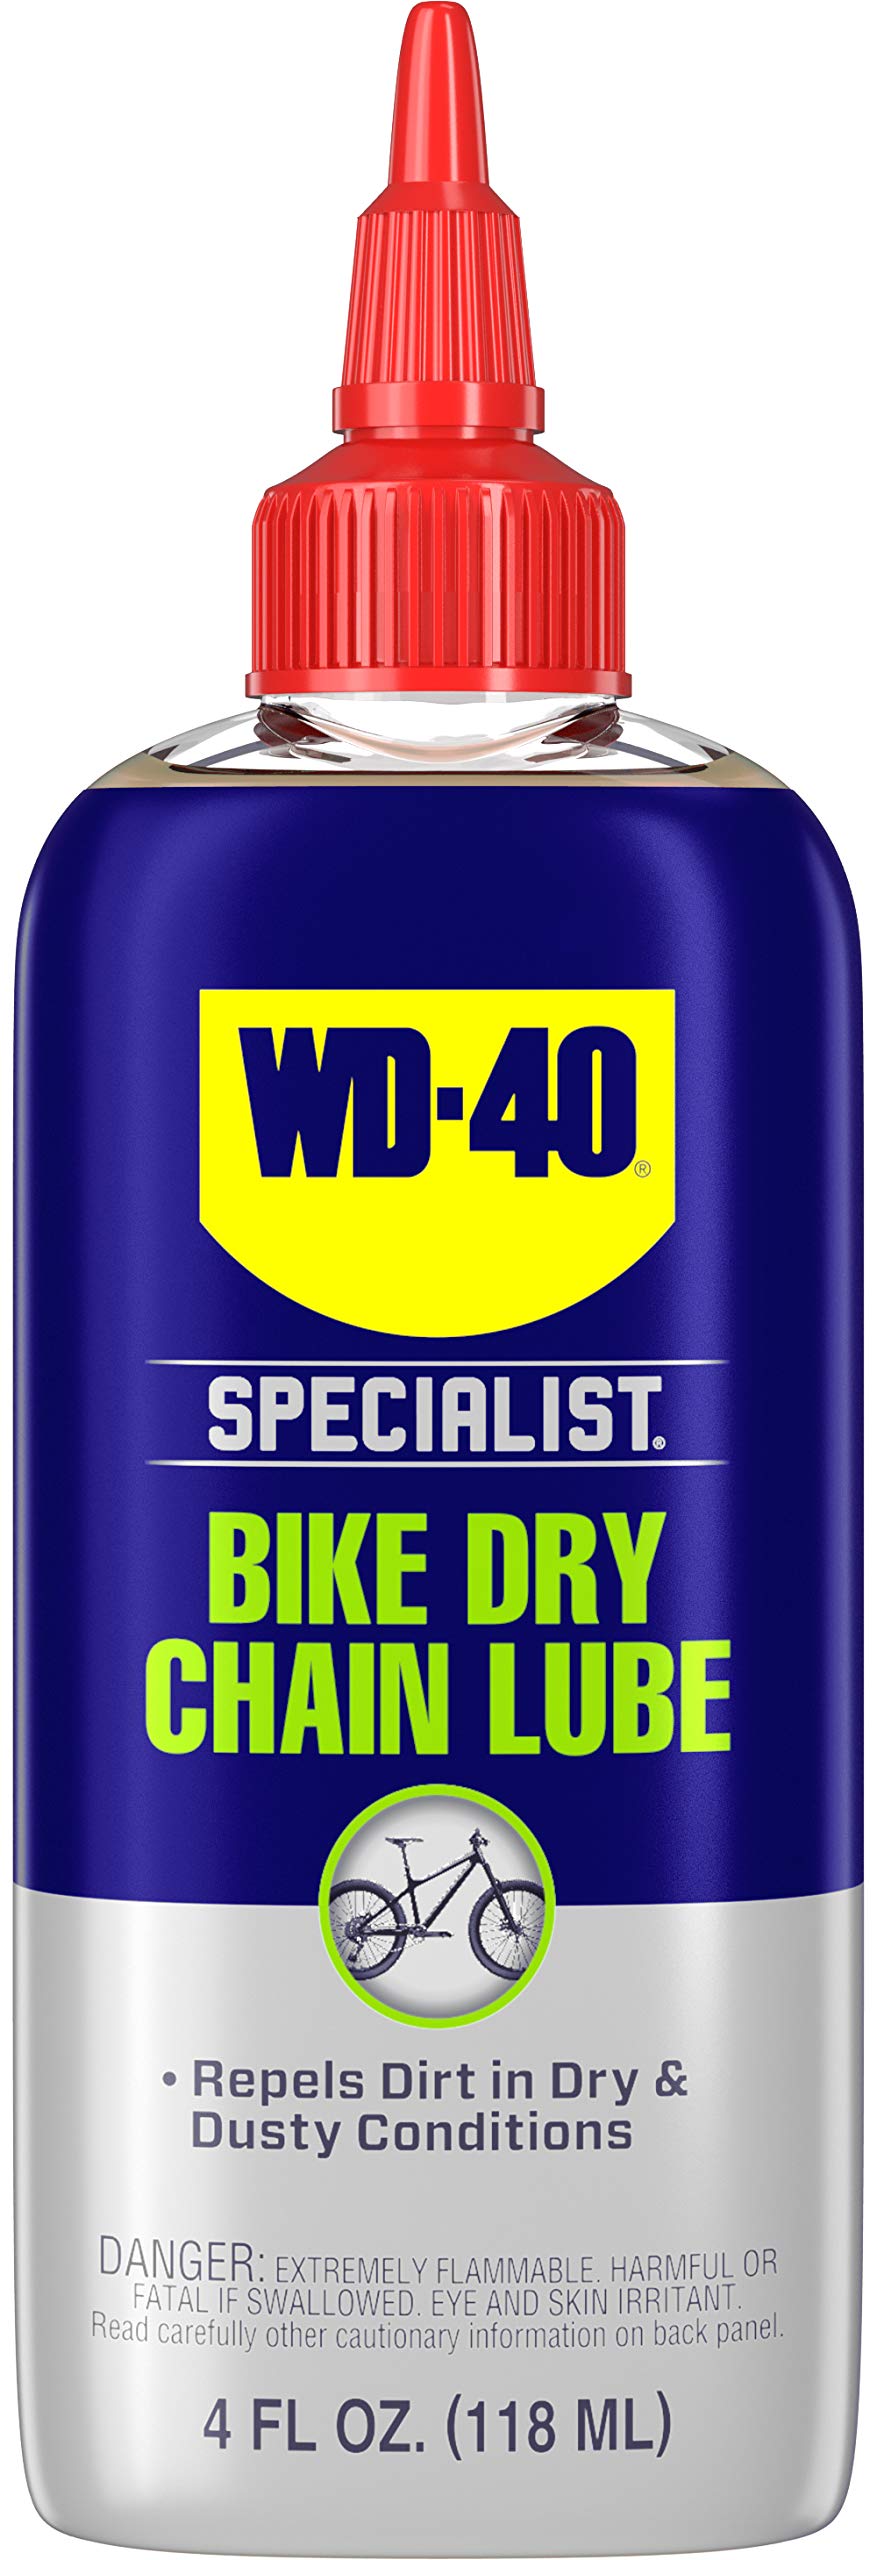 WD-40®
SPECIALIST®
BIKE DRY
CHAIN LUBE
• Repels Dirt in Dry &
Dusty Conditions
DANGER: EXTREMELY FLAMMABLE. HARMFUL OR
FATAL IF SWALLOWED. EYE AND SKIN IRRITANT.
Read carefully other cautionary information on back panel.
4 FL OZ. (118 ML)